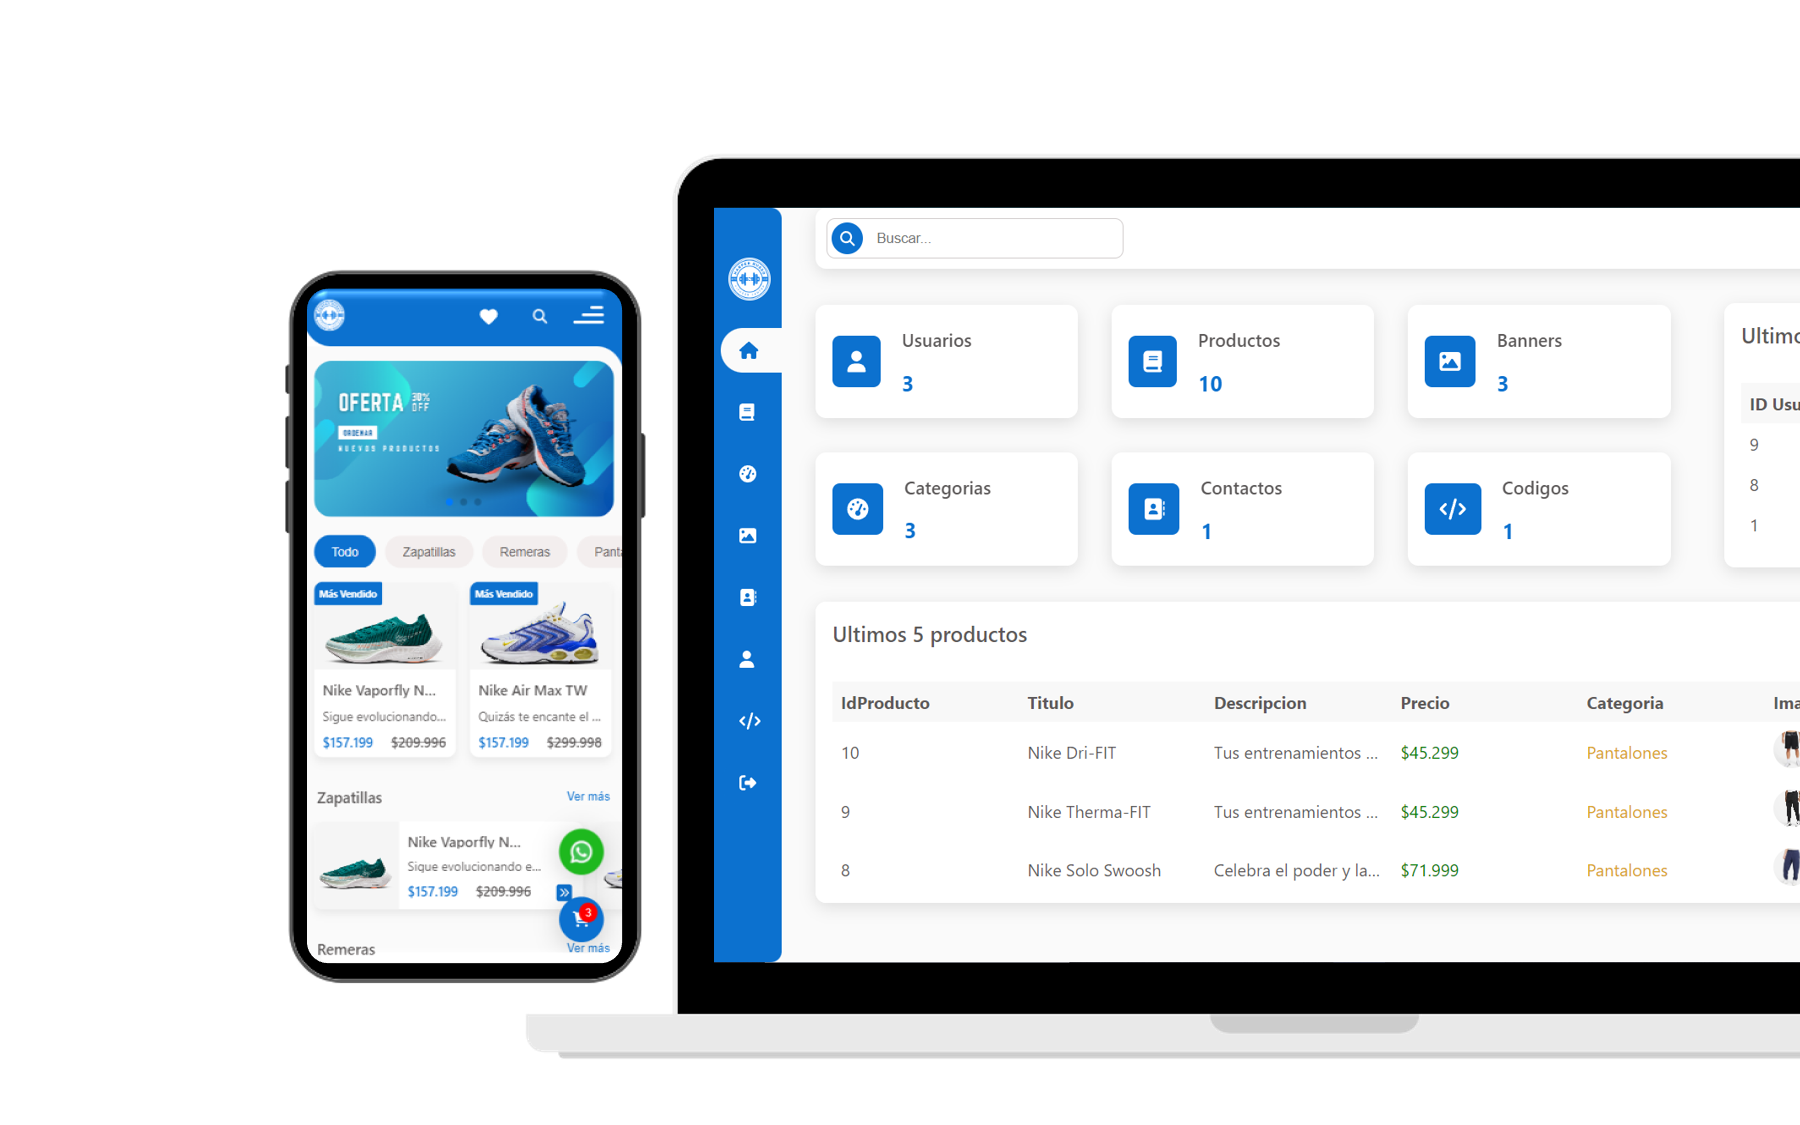 OFERTA 30% OFF
ORDENAR
NUEVOS PRODUCTOS
Todo Zapatillas Remeras Panta
Más Vendido Más Vendido
Nike Vaporfly N... Nike Air Max TW
Sigue evolucionando... Quizás te encante el ...
$157.199 $209.996 $157.199 $299.998
Zapatillas Ver más
Nike Vaporfly N...
Sigue evolucionando e...
$157.199 $209.996
3
Remeras Ver más
Buscar...
Usuarios
3
Productos
10
Banners
3
Categorias
3
Contactos
1
Codigos
1
Ultimo
ID Usu
9
8
1
Ultimos 5 productos
IdProducto Titulo Descripcion Precio Categoria Ima
10 Nike Dri-FIT Tus entrenamientos ... $45.299 Pantalones
9 Nike Therma-FIT Tus entrenamientos ... $45.299 Pantalones
8 Nike Solo Swoosh Celebra el poder y la... $71.999 Pantalones